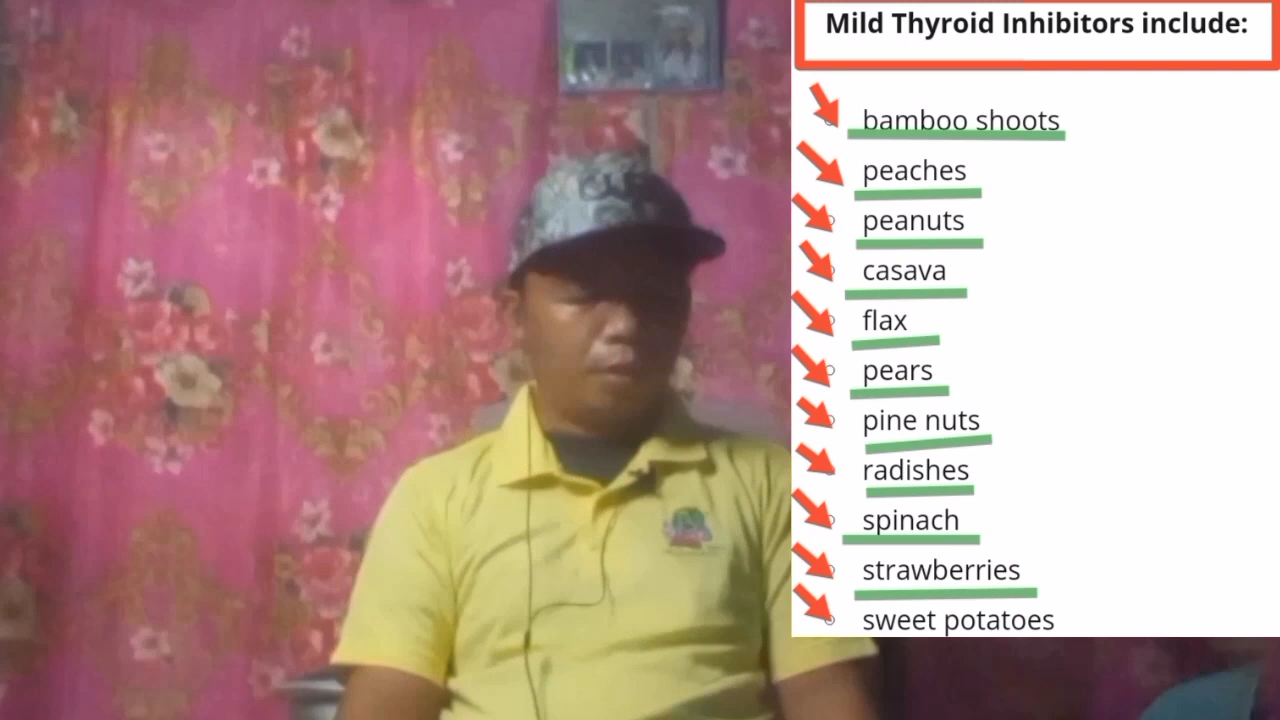 Mild Thyroid Inhibitors include:
bamboo shoots
peaches
peanuts
casava
flax
pears
pine nuts
radishes
spinach
strawberries
sweet potatoes